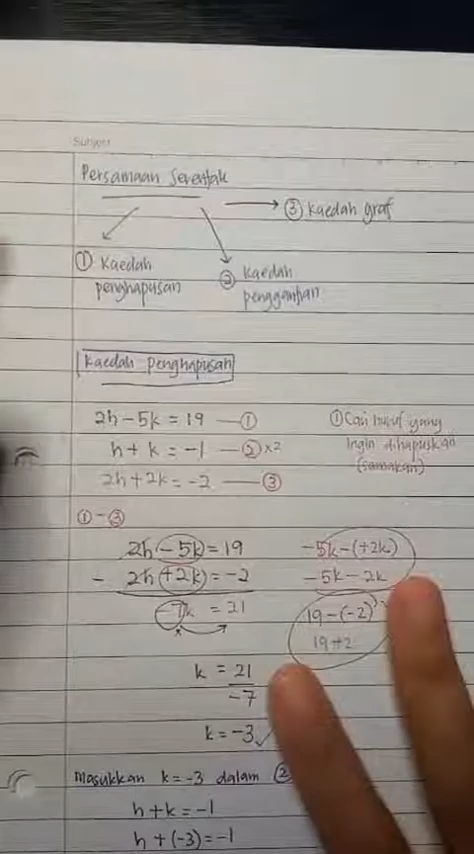 Subject
Persamaan Serentak
③ Kaedah graf
① Kaedah
penghapusan
② Kaedah
penggantian
Kaedah Penghapusan
2h - 5k = 19 — ①
h + k = -1 — ② ×2
2h + 2k = -2 — ③
① Cari huruf yang
ingin dihapuskan
(samakan)
① - ③
2h - 5k = 19
- 2h + 2k = -2
-7k = 21
-5k - (+2k)
-5k - 2k
19 - (-2)
19 + 2
k = 21
-7
k = -3 ✓
Masukkan k = -3 dalam ②
h + k = -1
h + (-3) = -1